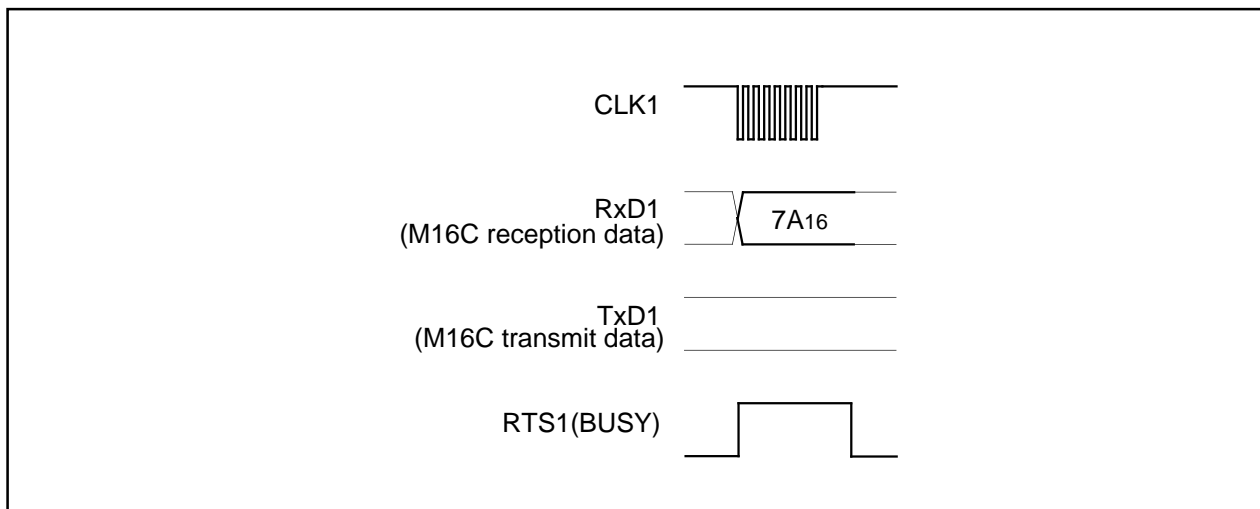 CLK1
RxD1
(M16C reception data)
7A16
TxD1
(M16C transmit data)
RTS1(BUSY)